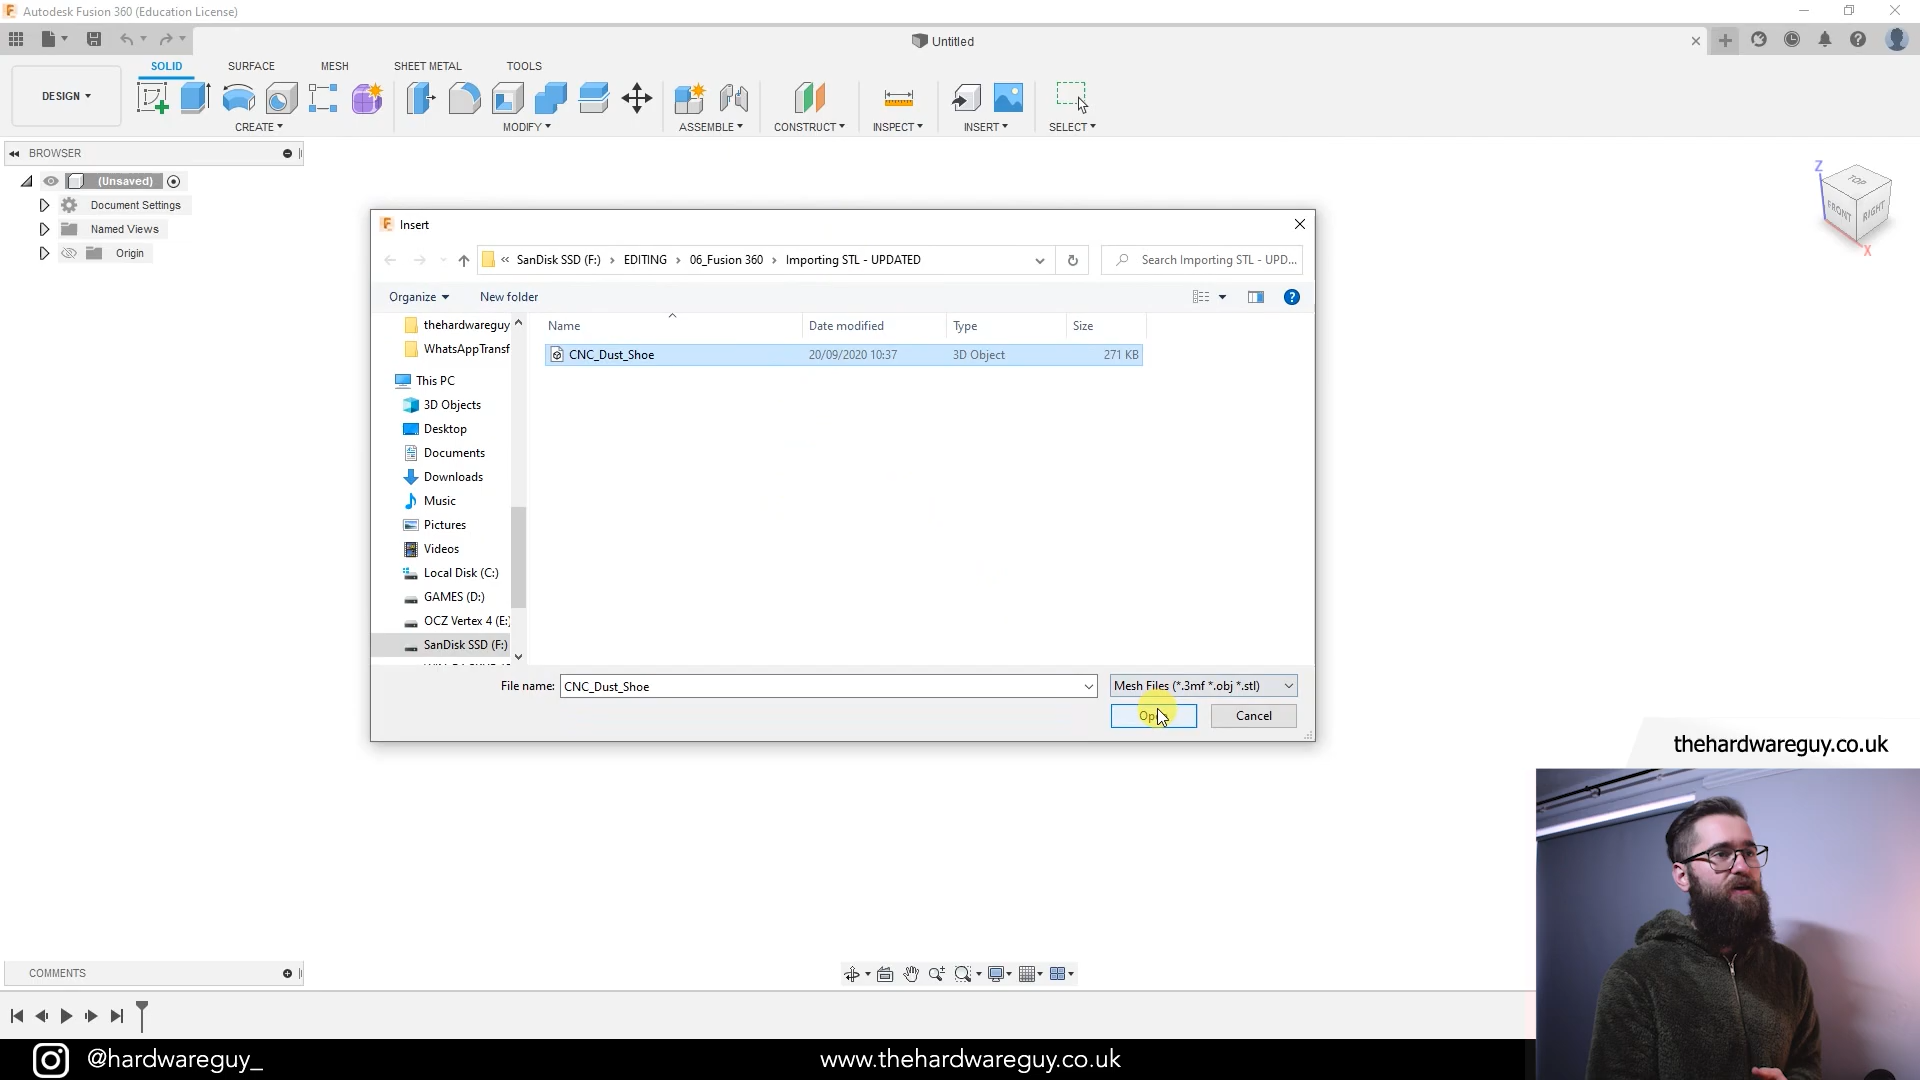 Autodesk Fusion 360 (Education License)
Untitled
SOLID SURFACE MESH SHEET METAL TOOLS
DESIGN
CREATE MODIFY ASSEMBLE CONSTRUCT INSPECT INSERT SELECT
BROWSER
(Unsaved)
Document Settings
Named Views
Origin
Z
TOP
FRONT
RIGHT
X
Insert
« SanDisk SSD (F:) › EDITING › 06_Fusion 360 › Importing STL - UPDATED
Search Importing STL - UPD...
Organize New folder
thehardwareguy
WhatsAppTransf
This PC
3D Objects
Desktop
Documents
Downloads
Music
Pictures
Videos
Local Disk (C:)
GAMES (D:)
OCZ Vertex 4 (E:)
SanDisk SSD (F:)
Name Date modified Type Size
CNC_Dust_Shoe 20/09/2020 10:37 3D Object 271 KB
File name: CNC_Dust_Shoe Mesh Files (*.3mf *.obj *.stl)
Cancel
thehardwareguy.co.uk
COMMENTS
@hardwareguy_
www.thehardwareguy.co.uk